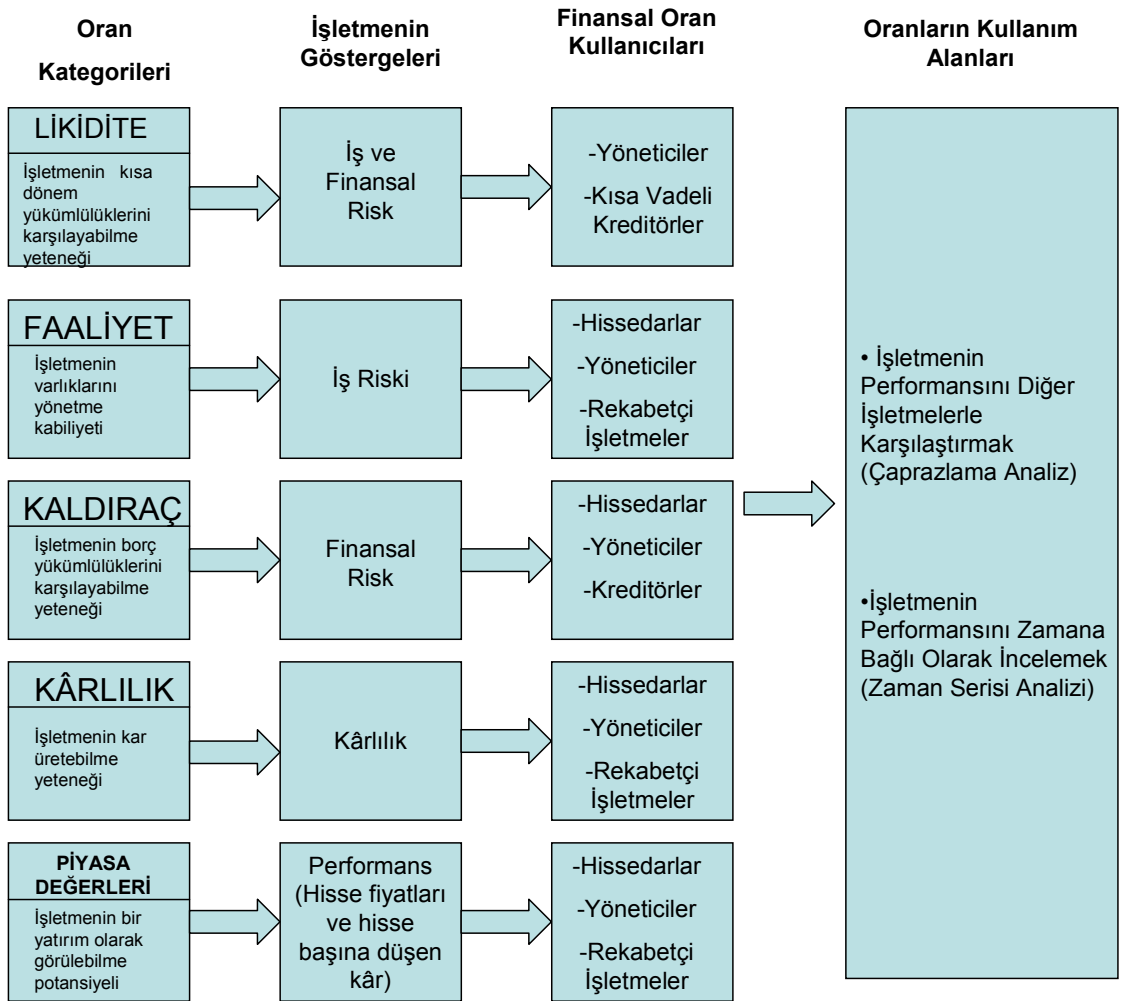 Oran
Kategorileri
İşletmenin
Göstergeleri
Finansal Oran
Kullanıcıları
Oranların Kullanım
Alanları
LİKİDİTE
İşletmenin kısa
dönem
yükümlülüklerini
karşılayabilme
yeteneği
İş ve
Finansal
Risk
-Yöneticiler
-Kısa Vadeli
Kreditörler
FAALİYET
İşletmenin
varlıklarını
yönetme
kabiliyeti
İş Riski
-Hissedarlar
-Yöneticiler
-Rekabetçi
İşletmeler
KALDIRAÇ
İşletmenin borç
yükümlülüklerini
karşılayabilme
yeteneği
Finansal
Risk
-Hissedarlar
-Yöneticiler
-Kreditörler
KÂRLILIK
İşletmenin kar
üretebilme
yeteneği
Kârlılık
-Hissedarlar
-Yöneticiler
-Rekabetçi
İşletmeler
PİYASA
DEĞERLERİ
İşletmenin bir
yatırım olarak
görülebilme
potansiyeli
Performans
(Hisse fiyatları
ve hisse
başına düşen
kâr)
-Hissedarlar
-Yöneticiler
-Rekabetçi
İşletmeler
• İşletmenin
Performansını Diğer
İşletmelerle
Karşılaştırmak
(Çaprazlama Analiz)
•İşletmenin
Performansını Zamana
Bağlı Olarak İncelemek
(Zaman Serisi Analizi)